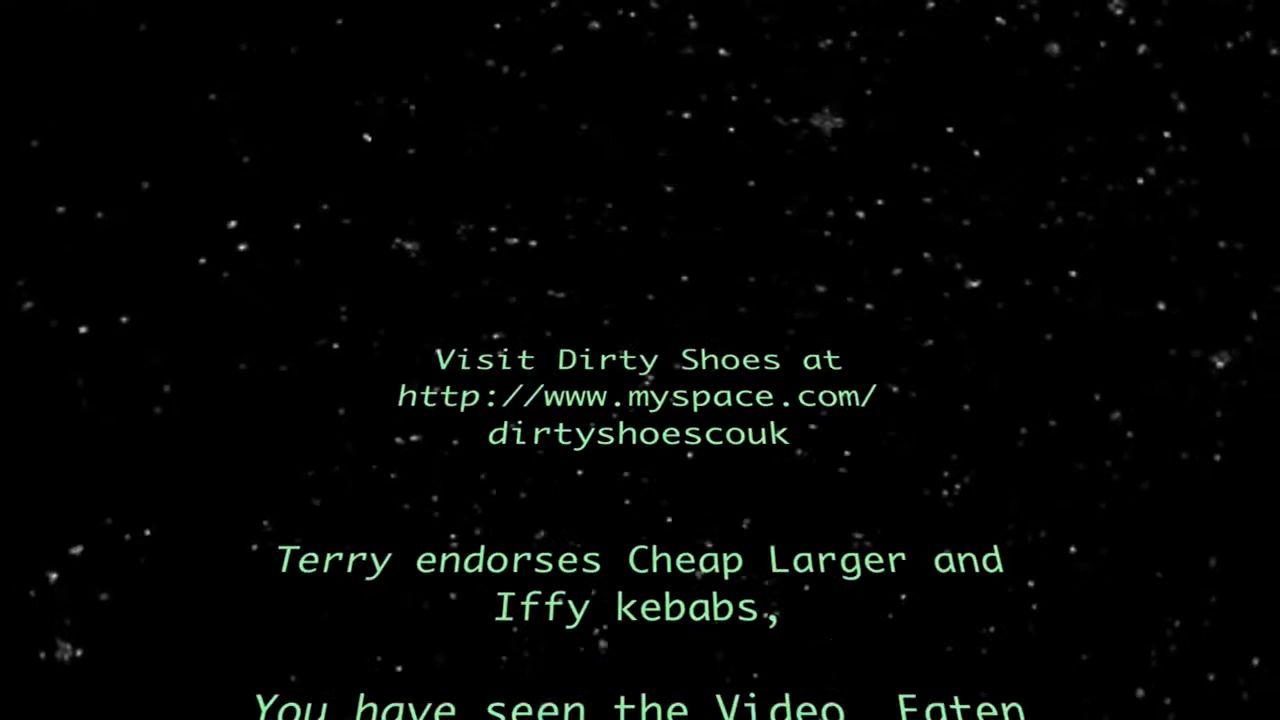 Visit Dirty Shoes at
http://www.myspace.com/
dirtyshoescouk
Terry endorses Cheap Larger and
Iffy kebabs,
You have seen the Video, Eaten